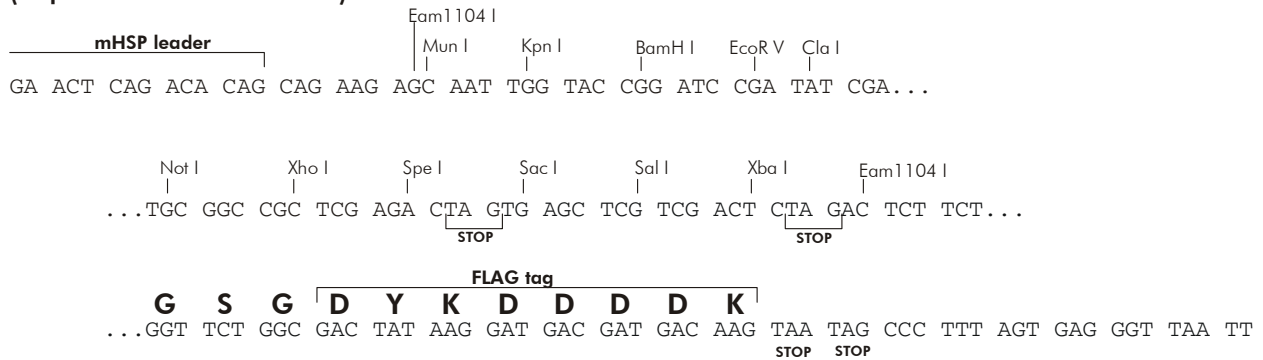 Eam1104 I
mHSP leader Mun I Kpn I BamH I EcoR V Cla I
GA ACT CAG ACA CAG CAG AAG AGC AAT TGG TAC CGG ATC CGA TAT CGA...
Not I Xho I Spe I Sac I Sal I Xba I Eam1104 I
...TGC GGC CGC TCG AGA CTA GTG AGC TCG TCG ACT CTA GAC TCT TCT...
STOP STOP
FLAG tag
G S G D Y K D D D D K
...GGT TCT GGC GAC TAT AAG GAT GAC GAT GAC AAG TAA TAG CCC TTT AGT GAG GGT TAA TT
STOP STOP